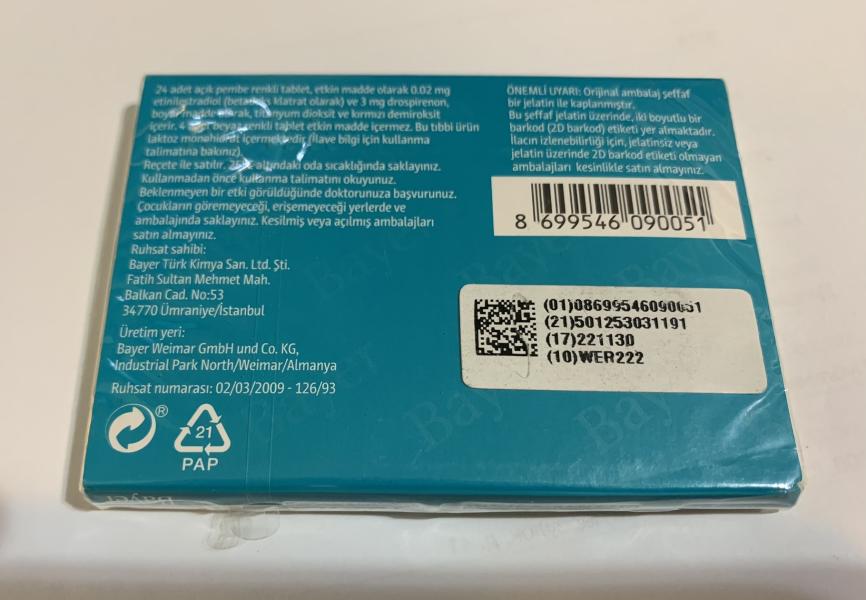 24 adet açık pembe renkli tablet, etkin madde olarak 0.02 mg
etinilestradiol (betadeks klatrat olarak) ve 3 mg drospirenon,
boyar madde olarak, titanyum dioksit ve kırmızı demiroksit
içerir. 4 beyaz renkli tablet etkin madde içermez. Bu tıbbi ürün
laktoz monohidrat içermektedir (İlave bilgi için kullanma
talimatına bakınız).
Reçete ile satılır. altındaki oda sıcaklığında saklayınız.
Kullanmadan önce kullanma talimatını okuyunuz.
Beklenmeyen bir etki görüldüğünde doktorunuza başvurunuz.
Çocukların göremeyeceği, erişemeyeceği yerlerde ve
ambalajında saklayınız. Kesilmiş veya açılmış ambalajları
satın almayınız.
Ruhsat sahibi:
Bayer Türk Kimya San. Ltd. Şti.
Fatih Sultan Mehmet Mah.
Balkan Cad. No:53
34770 Ümraniye/İstanbul
Üretim yeri:
Bayer Weimar GmbH und Co. KG,
Industrial Park North/Weimar/Almanya
Ruhsat numarası: 02/03/2009 - 126/93
®
21
PAP
ÖNEMLİ UYARI: Orijinal ambalaj şeffaf
bir jelatin ile kaplanmıştır.
Bu şeffaf jelatin üzerinde, iki boyutlu bir
barkod (2D barkod) etiketi yer almaktadır.
İlacın izlenebilirliği için, jelatinsiz veya
jelatin üzerinde 2D barkod etiketi olmayan
ambalajları kesinlikle satın almayınız.
8 699546 090051
(01)08699546090051
(21)501253031191
(17)221130
(10)WER222
Bayer